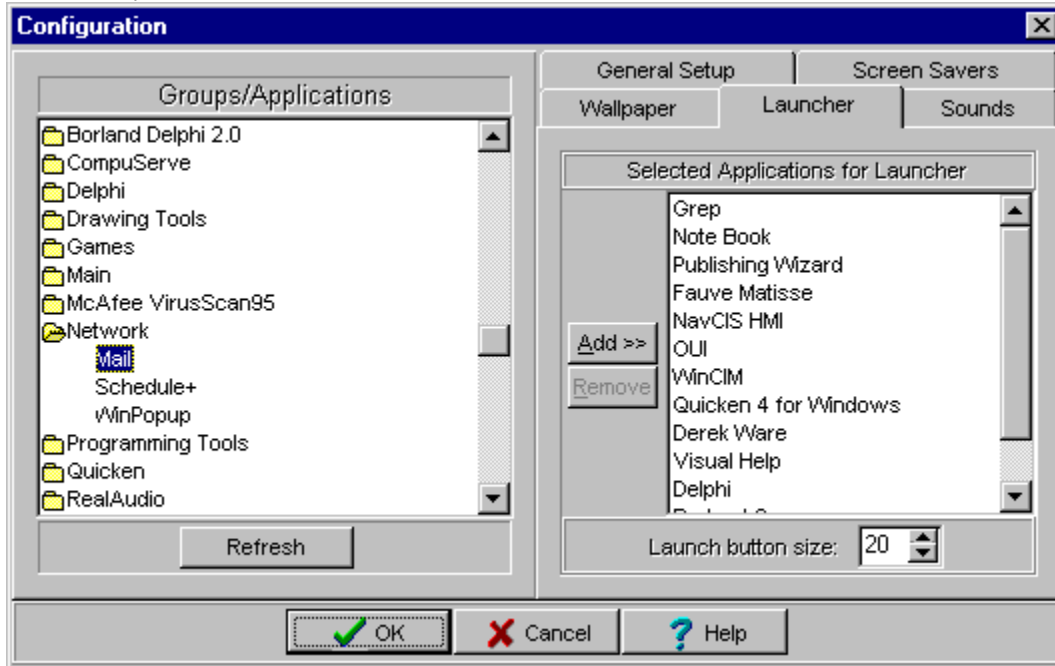 Configuration
Groups/Applications
Borland Delphi 2.0
CompuServe
Delphi
Drawing Tools
Games
Main
McAfee VirusScan95
Network
Mail
Schedule+
WinPopup
Programming Tools
Quicken
RealAudio
Refresh
General Setup
Screen Savers
Wallpaper
Launcher
Sounds
Selected Applications for Launcher
Add >>
Remove
Grep
Note Book
Publishing Wizard
Fauve Matisse
NavCIS HMI
OUI
WinCIM
Quicken 4 for Windows
Derek Ware
Visual Help
Delphi
Launch button size: 20
OK
Cancel
? Help